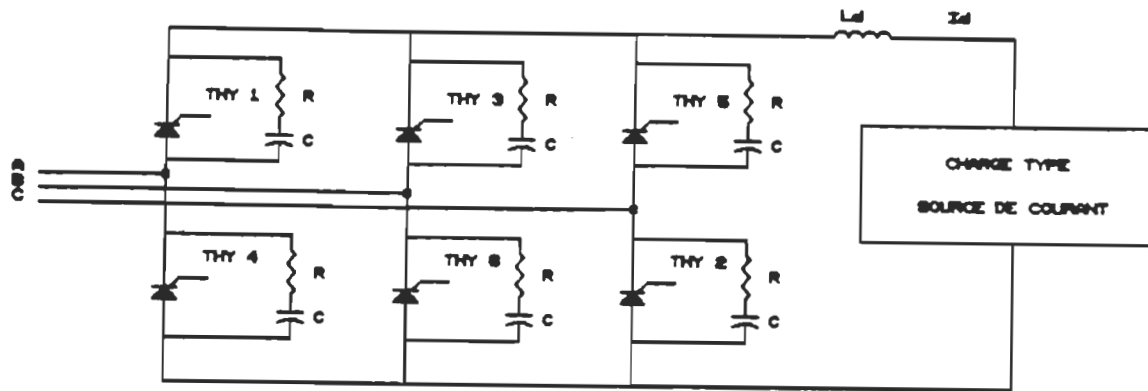 Ld Id
THY 1 R C
THY 3 R C
THY 5 R C
A
B
C
CHARGE TYPE
SOURCE DE COURANT
THY 4 R C
THY 6 R C
THY 2 R C